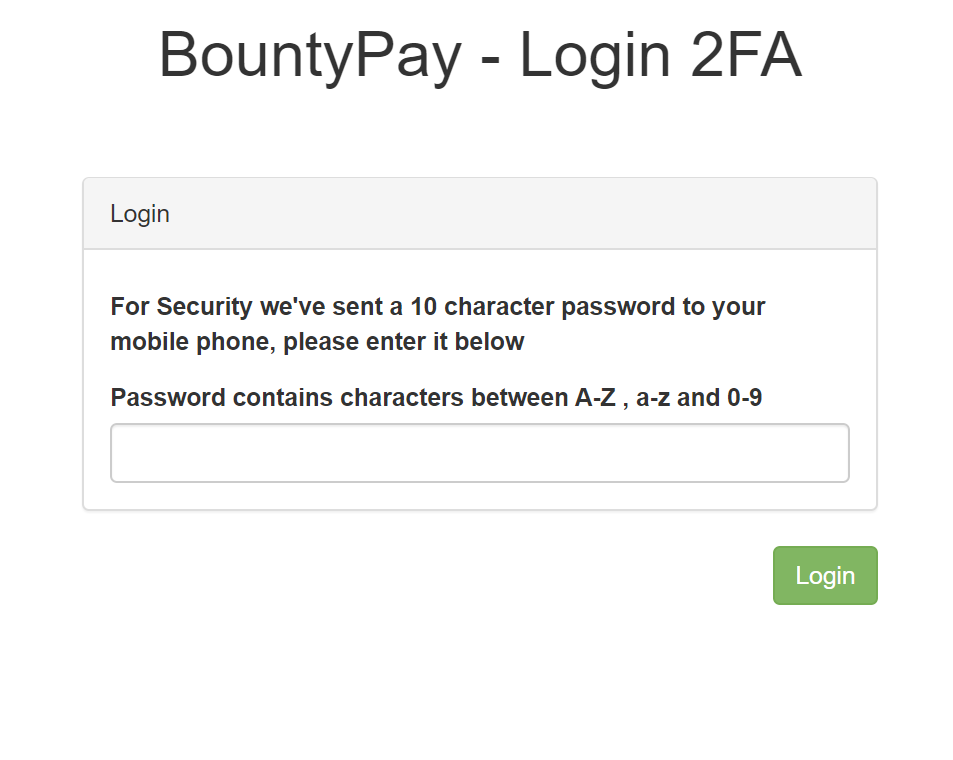 BountyPay - Login 2FA
Login
For Security we've sent a 10 character password to your
mobile phone, please enter it below
Password contains characters between A-Z , a-z and 0-9
Login